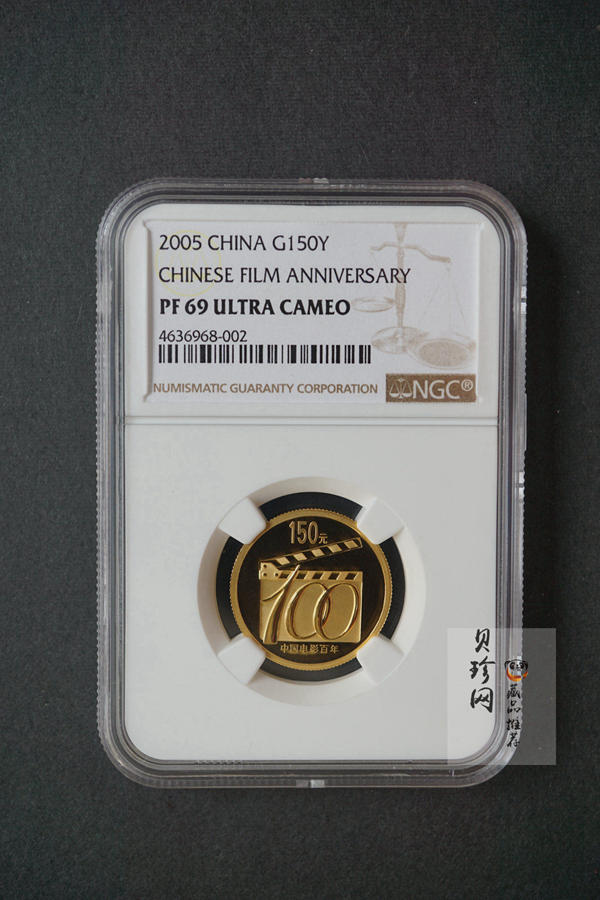 2005 CHINA G150Y
CHINESE FILM ANNIVERSARY
PF 69 ULTRA CAMEO
4636968-002
NUMISMATIC GUARANTY CORPORATION
NGC®
150元
100
中国电影百年
贝珍网
藏品推荐